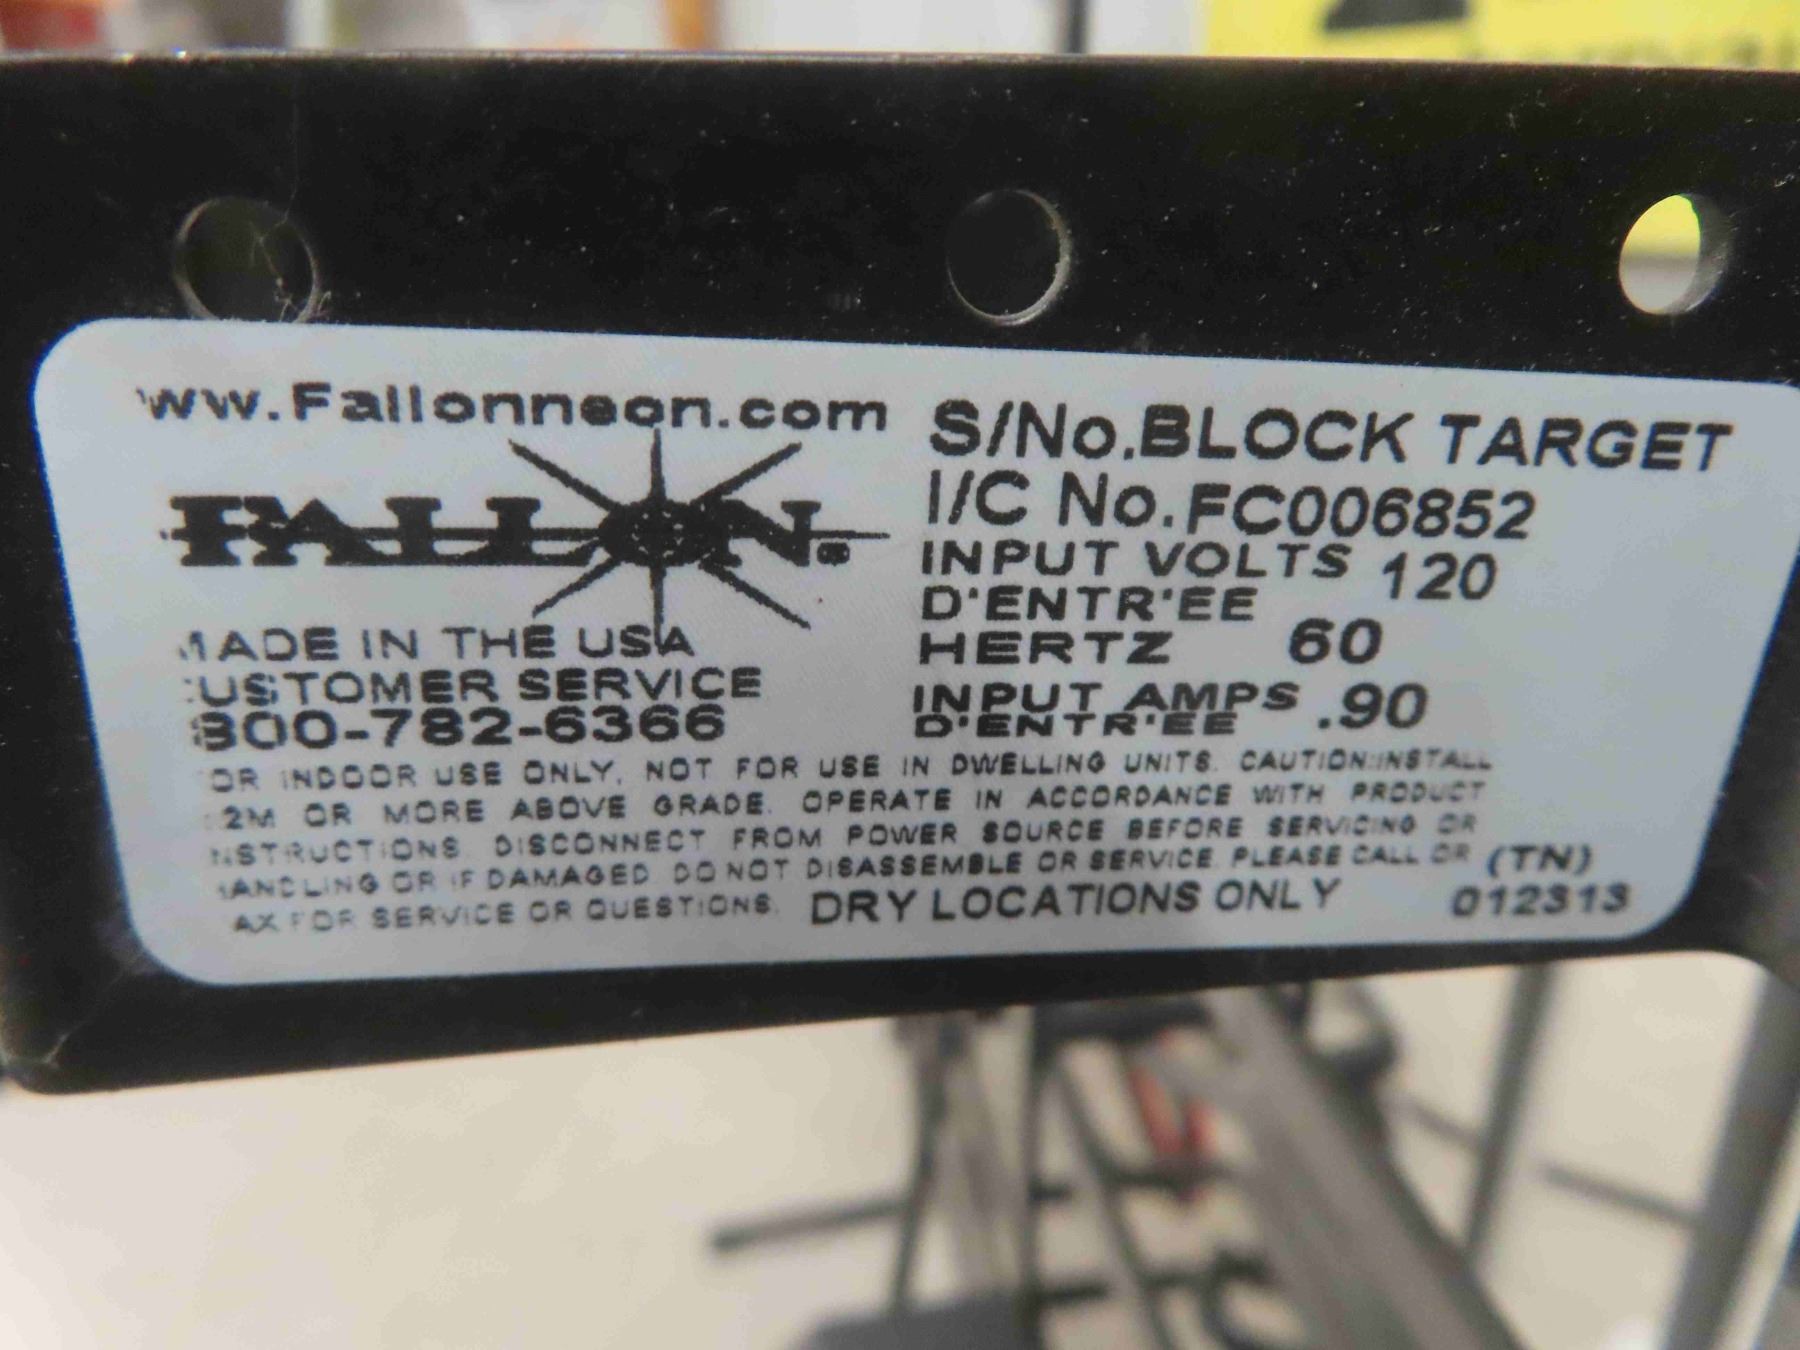 www.Fallonneon.com
FALLON®
MADE IN THE USA
CUSTOMER SERVICE
800-782-6366
S/No.BLOCK TARGET
I/C No.FC006852
INPUT VOLTS 120
D'ENTR'EE
HERTZ 60
INPUT AMPS .90
D'ENTR'EE
OR INDOOR USE ONLY, NOT FOR USE IN DWELLING UNITS. CAUTION:INSTALL
2M OR MORE ABOVE GRADE. OPERATE IN ACCORDANCE WITH PRODUCT
NSTRUCTIONS. DISCONNECT FROM POWER SOURCE BEFORE SERVICING OR
HANDLING OR IF DAMAGED DO NOT DISASSEMBLE OR SERVICE. PLEASE CALL OR
AX FOR SERVICE OR QUESTIONS. DRY LOCATIONS ONLY
(TN)
012313